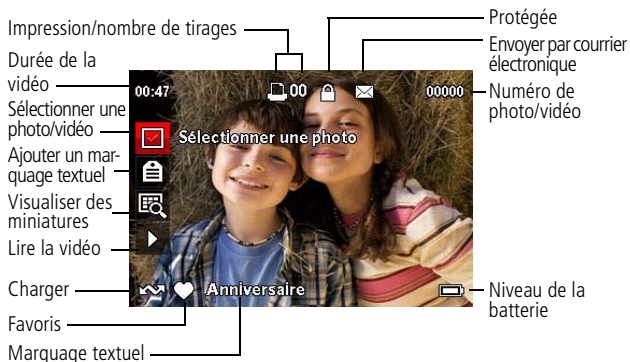 Impression/nombre de tirages
Durée de la
vidéo
Sélectionner une
photo/vidéo
Ajouter un mar-
quage textuel
Visualiser des
miniatures
Lire la vidéo
Charger
Favoris
Marquage textuel
Protégée
Envoyer par courrier
électronique
Numéro de
photo/vidéo
Niveau de la
batterie
00:47
00
00000
Sélectionner une photo
Anniversaire